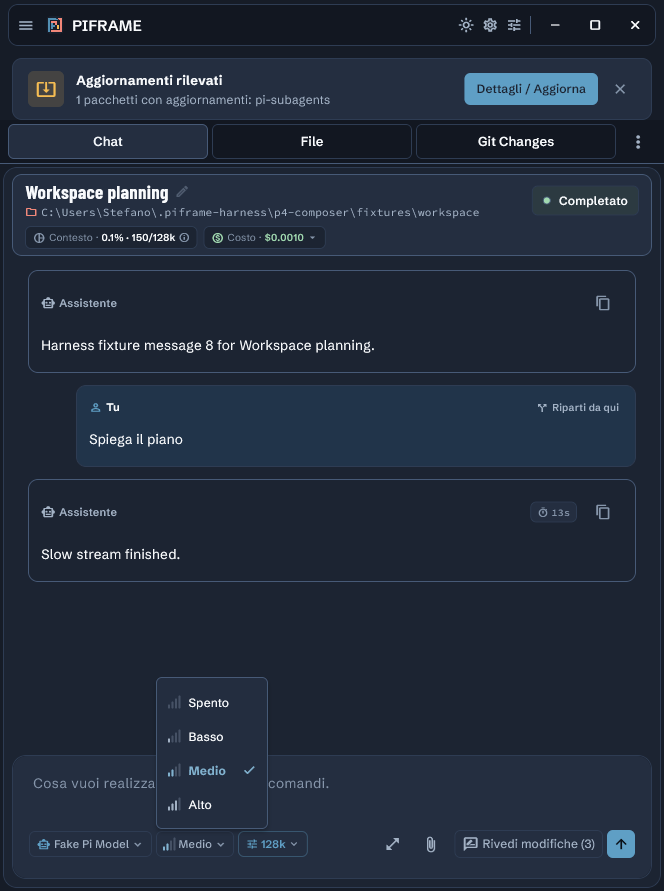 PIFRAME
Aggiornamenti rilevati
1 pacchetti con aggiornamenti: pi-subagents
Dettagli / Aggiorna
Chat
File
Git Changes
Workspace planning
C:\Users\Stefano\.piframe-harness\p4-composer\fixtures\workspace
Completato
Contesto · 0.1% · 150/128k
Costo · $0.0010
Assistente
Harness fixture message 8 for Workspace planning.
Tu
Riparti da qui
Spiega il piano
Assistente
13s
Slow stream finished.
Spento
Basso
Medio
Alto
Cosa vuoi realizza
comandi.
Fake Pi Model
Medio
128k
Rivedi modifiche (3)